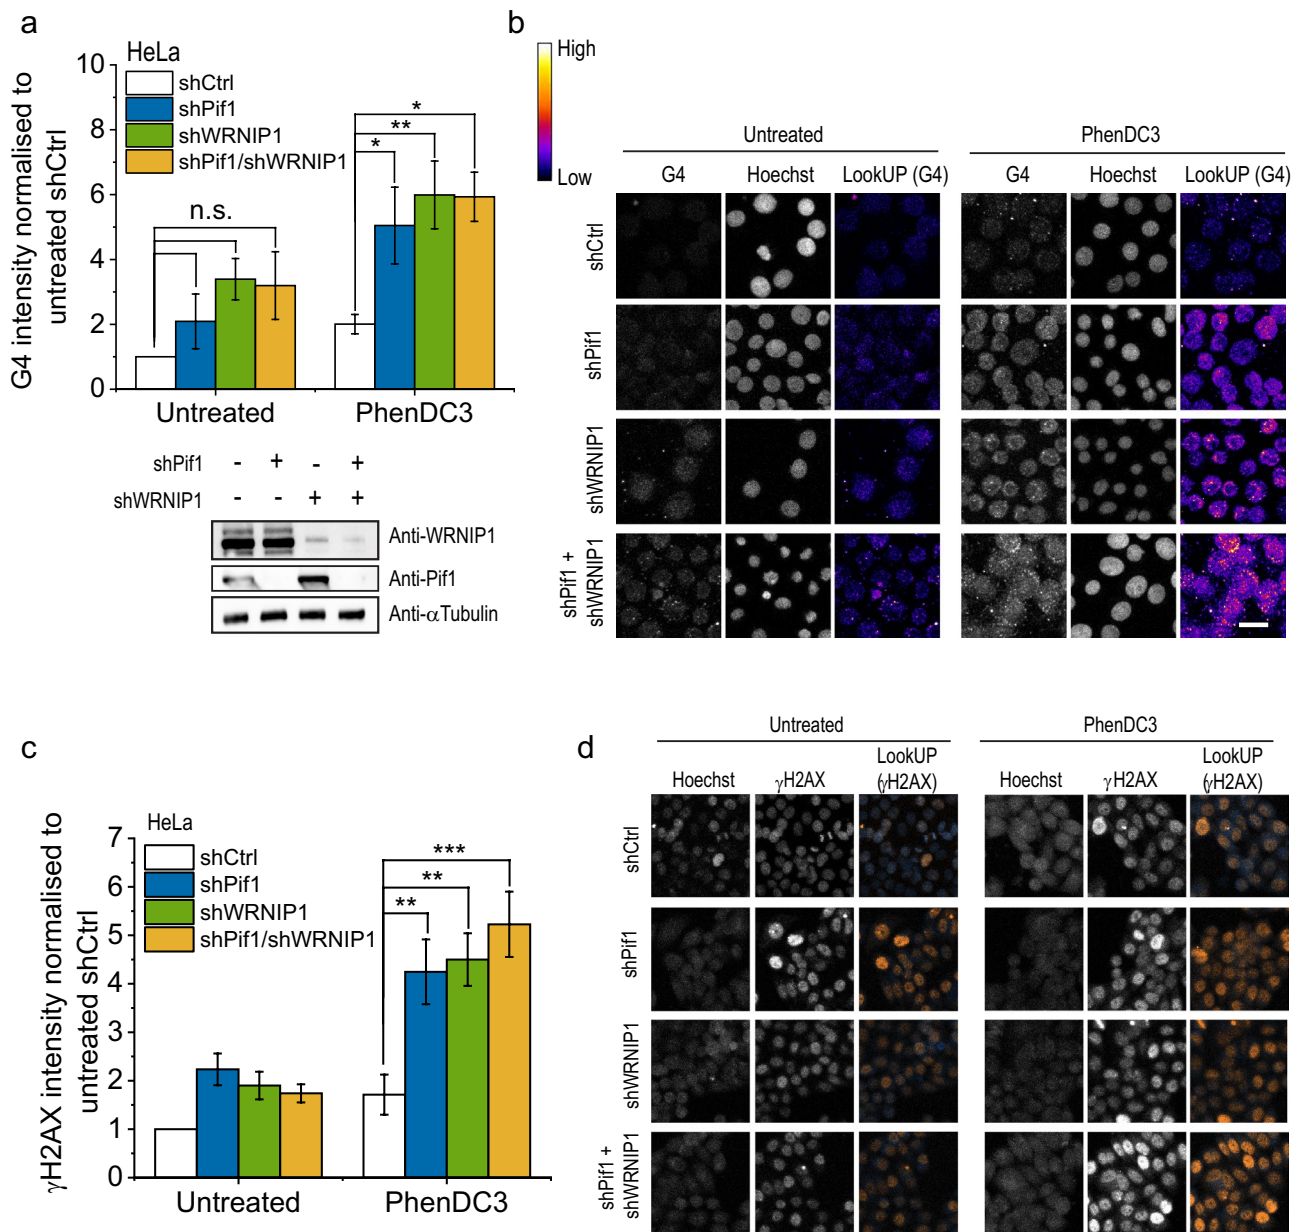 a
G4 intensity normalised to
untreated shCtrl
HeLa
shCtrl
shPif1
shWRNIP1
shPif1/shWRNIP1
10
8
6
4
2
0
n.s.
*
**
*
Untreated
PhenDC3
shPif1 - + - +
shWRNIP1 - - + +
Anti-WRNIP1
Anti-Pif1
Anti-αTubulin
b
High
Low
Untreated
PhenDC3
G4
Hoechst
LookUP (G4)
G4
Hoechst
LookUP (G4)
shCtrl
shPif1
shWRNIP1
shPif1 +
shWRNIP1
c
γH2AX intensity normalised to
untreated shCtrl
HeLa
shCtrl
shPif1
shWRNIP1
shPif1/shWRNIP1
7
6
5
4
3
2
1
0
***
**
**
Untreated
PhenDC3
d
Untreated
PhenDC3
Hoechst
γH2AX
LookUP
(γH2AX)
Hoechst
γH2AX
LookUP
(γH2AX)
shCtrl
shPif1
shWRNIP1
shPif1 +
shWRNIP1